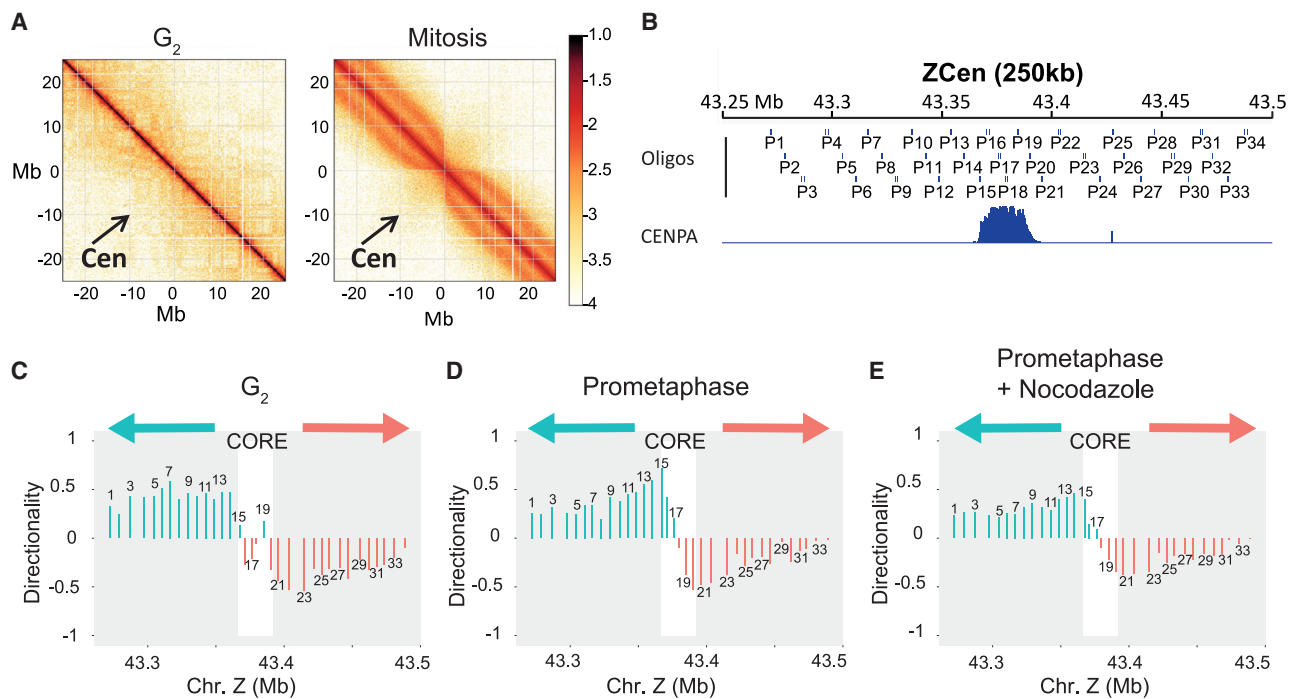 A
G2
Mitosis
Mb
20
10
0
-10
-20
Cen
Cen
-20 -10 0 10 20
Mb
-20 -10 0 10 20
Mb
1.0
-1.5
-2.0
-2.5
-3.0
-3.5
-4
B
ZCen (250kb)
43.25 Mb 43.3 43.35 43.4 43.45 43.5
Oligos
P1 P4 P7 P10 P13 P16 P19 P22 P25 P28 P31 P34
P2 P5 P8 P11 P14 P17 P20 P23 P26 P29 P32
P3 P6 P9 P12 P15 P18 P21 P24 P27 P30 P33
CENPA
C
G2
CORE
Directionality
1
0.5
0
-0.5
-1
1 3 5 7 9 11 13 15 19
17 21 23 25 27 29 31 33
43.3 43.4 43.5
Chr. Z (Mb)
D
Prometaphase
CORE
Directionality
1
0.5
0
-0.5
-1
1 3 5 7 9 11 13 15 17
19 21 23 25 27 29 31 33
43.3 43.4 43.5
Chr. Z (Mb)
E
Prometaphase
+ Nocodazole
CORE
Directionality
1
0.5
0
-0.5
-1
1 3 5 7 9 11 13 15 17
19 21 23 25 27 29 31 33
43.3 43.4 43.5
Chr. Z (Mb)